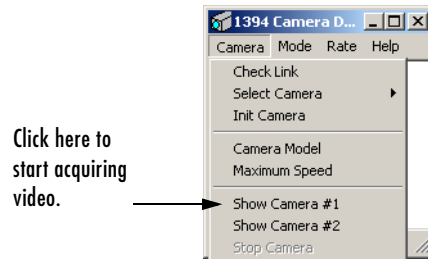 1394 Camera D...
Camera Mode Rate Help
Check Link
Select Camera
Init Camera
Camera Model
Maximum Speed
Click here to
start acquiring
video.
Show Camera #1
Show Camera #2
Stop Camera